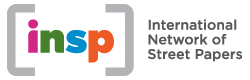 [insp]
International
Network of
Street Papers